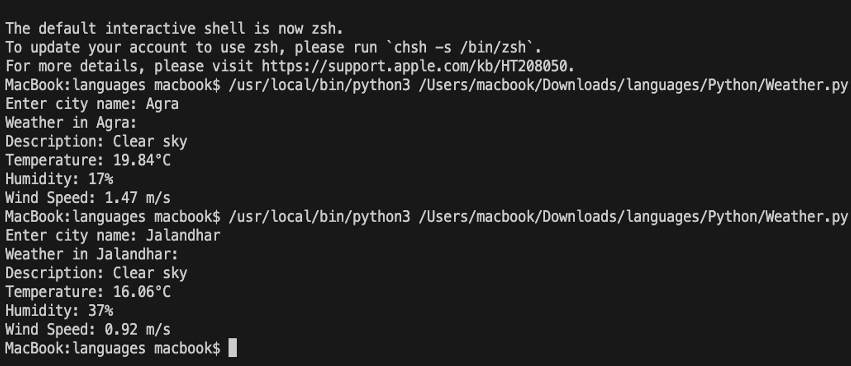 The default interactive shell is now zsh.
To update your account to use zsh, please run `chsh -s /bin/zsh`.
For more details, please visit https://support.apple.com/kb/HT208050.
MacBook:languages macbook$ /usr/local/bin/python3 /Users/macbook/Downloads/languages/Python/Weather.py
Enter city name: Agra
Weather in Agra:
Description: Clear sky
Temperature: 19.84°C
Humidity: 17%
Wind Speed: 1.47 m/s
MacBook:languages macbook$ /usr/local/bin/python3 /Users/macbook/Downloads/languages/Python/Weather.py
Enter city name: Jalandhar
Weather in Jalandhar:
Description: Clear sky
Temperature: 16.06°C
Humidity: 37%
Wind Speed: 0.92 m/s
MacBook:languages macbook$